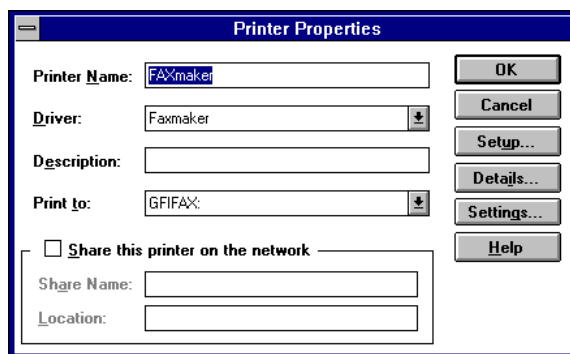 Printer Properties
Printer Name: FAXmaker
OK
Driver: Faxmaker
Cancel
Description:
Setup...
Print to: GFIFAX:
Details...
Settings...
Share this printer on the network
Help
Share Name:
Location: